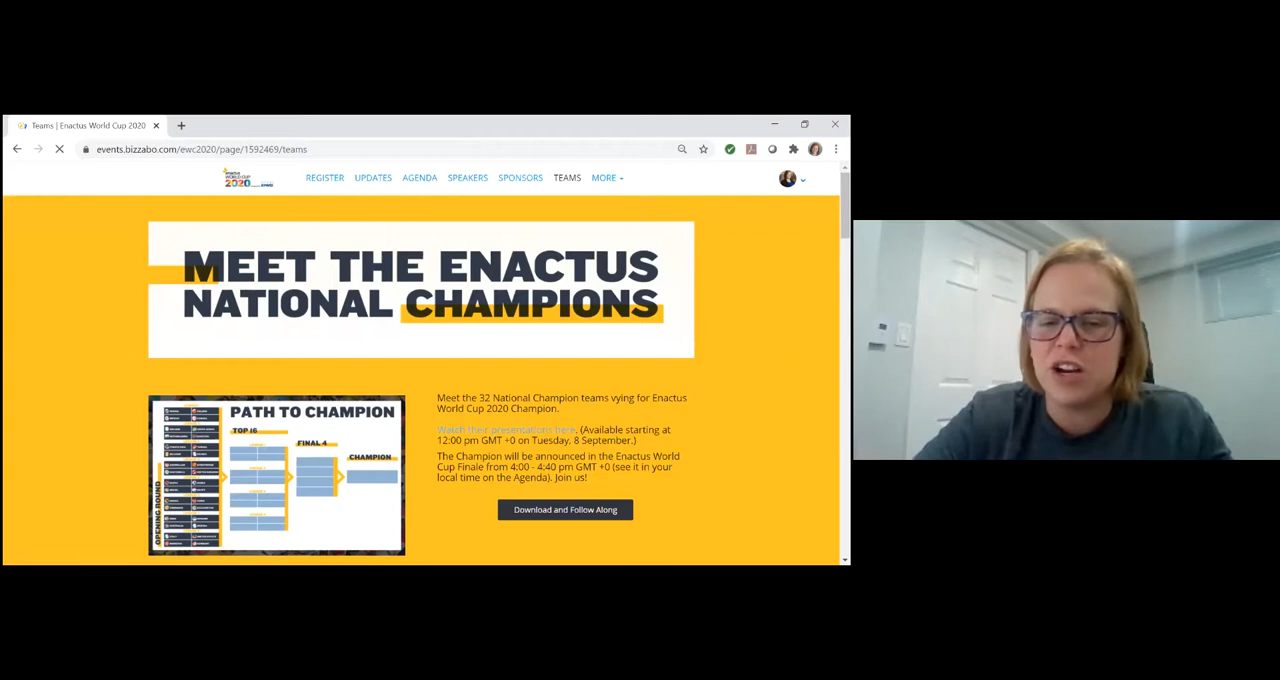 Teams | Enactus World Cup 2020
events.bizzabo.com/ewc2020/page/1592469/teams
WORLD CUP
2020
REGISTER UPDATES AGENDA SPEAKERS SPONSORS TEAMS MORE
MEET THE ENACTUS
NATIONAL CHAMPIONS
PATH TO CHAMPION
TOP 16
FINAL 4
CHAMPION
OPENING ROUND
Meet the 32 National Champion teams vying for Enactus
World Cup 2020 Champion.
Watch their presentations here. (Available starting at
12:00 pm GMT +0 on Tuesday, 8 September.)
The Champion will be announced in the Enactus World
Cup Finale from 4:00 - 4:40 pm GMT +0 (see it in your
local time on the Agenda). Join us!
Download and Follow Along